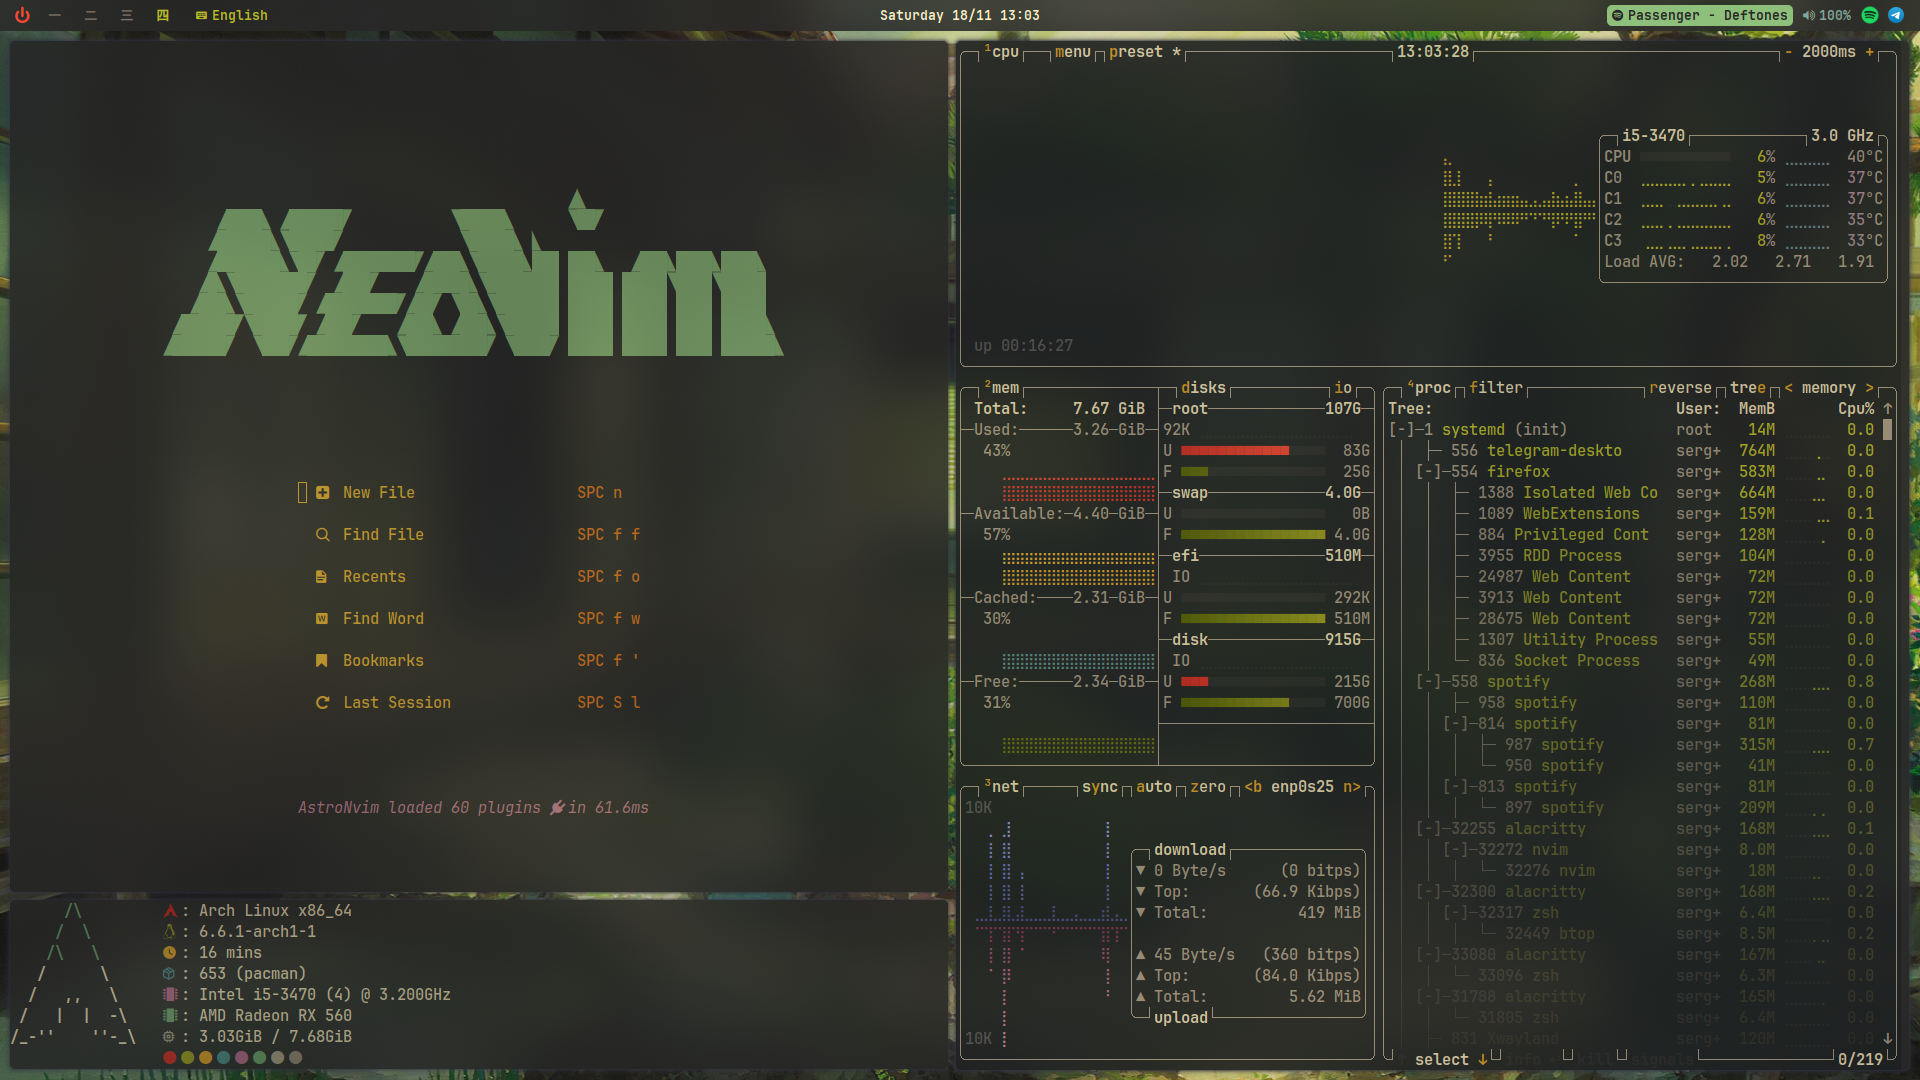 一 二 三 四 English
Saturday 18/11 13:03
Passenger - Deftones 100%
NEOVIM
New File SPC n
Find File SPC f f
Recents SPC f o
Find Word SPC f w
Bookmarks SPC f '
Last Session SPC S l
AstroNvim loaded 60 plugins in 61.6ms
: Arch Linux x86_64
: 6.6.1-arch1-1
: 16 mins
: 653 (pacman)
: Intel i5-3470 (4) @ 3.200GHz
: AMD Radeon RX 560
: 3.03GiB / 7.68GiB
1cpu menu preset * 13:03:28 - 2000ms +
i5-3470 3.0 GHz
CPU 6% 40°C
C0 5% 37°C
C1 6% 37°C
C2 6% 35°C
C3 8% 33°C
Load AVG: 2.02 2.71 1.91
up 00:16:27
2mem
Total: 7.67 GiB
Used: 3.26 GiB
43%
Available: 4.40 GiB
57%
Cached: 2.31 GiB
30%
Free: 2.34 GiB
31%
disks io
root 107G
92K
U 83G
F 25G
swap 4.0G
U 0B
F 4.0G
efi 510M
IO
U 292K
F 510M
disk 915G
IO
U 215G
F 700G
3net sync auto zero <b enp0s25 n>
10K
download
▼ 0 Byte/s (0 bitps)
▼ Top: (66.9 Kibps)
▼ Total: 419 MiB
▲ 45 Byte/s (360 bitps)
▲ Top: (84.0 Kibps)
▲ Total: 5.62 MiB
upload
10K
4proc filter reverse tree < memory >
Tree: User: MemB Cpu% ↑
[-]-1 systemd (init) root 14M 0.0
556 telegram-deskto serg+ 764M 0.0
[-]-554 firefox serg+ 583M 0.0
1388 Isolated Web Co serg+ 664M 0.0
1089 WebExtensions serg+ 159M 0.1
884 Privileged Cont serg+ 128M 0.0
3955 RDD Process serg+ 104M 0.0
24987 Web Content serg+ 72M 0.0
3913 Web Content serg+ 72M 0.0
28675 Web Content serg+ 72M 0.0
1307 Utility Process serg+ 55M 0.0
836 Socket Process serg+ 49M 0.0
[-]-558 spotify serg+ 268M 0.8
958 spotify serg+ 110M 0.0
[-]-814 spotify serg+ 81M 0.0
987 spotify serg+ 315M 0.7
950 spotify serg+ 41M 0.0
[-]-813 spotify serg+ 81M 0.0
897 spotify serg+ 209M 0.0
[-]-32255 alacritty serg+ 168M 0.1
[-]-32272 nvim serg+ 8.0M 0.0
32276 nvim serg+ 18M 0.0
[-]-32300 alacritty serg+ 168M 0.2
[-]-32317 zsh serg+ 6.4M 0.0
32449 btop serg+ 8.5M 0.2
[-]-33080 alacritty serg+ 167M 0.0
33096 zsh serg+ 6.3M 0.0
[-]-31788 alacritty serg+ 165M 0.0
31805 zsh serg+ 6.4M 0.0
831 Xwayland serg+ 120M 0.0
select ↓ info kill signals 0/219